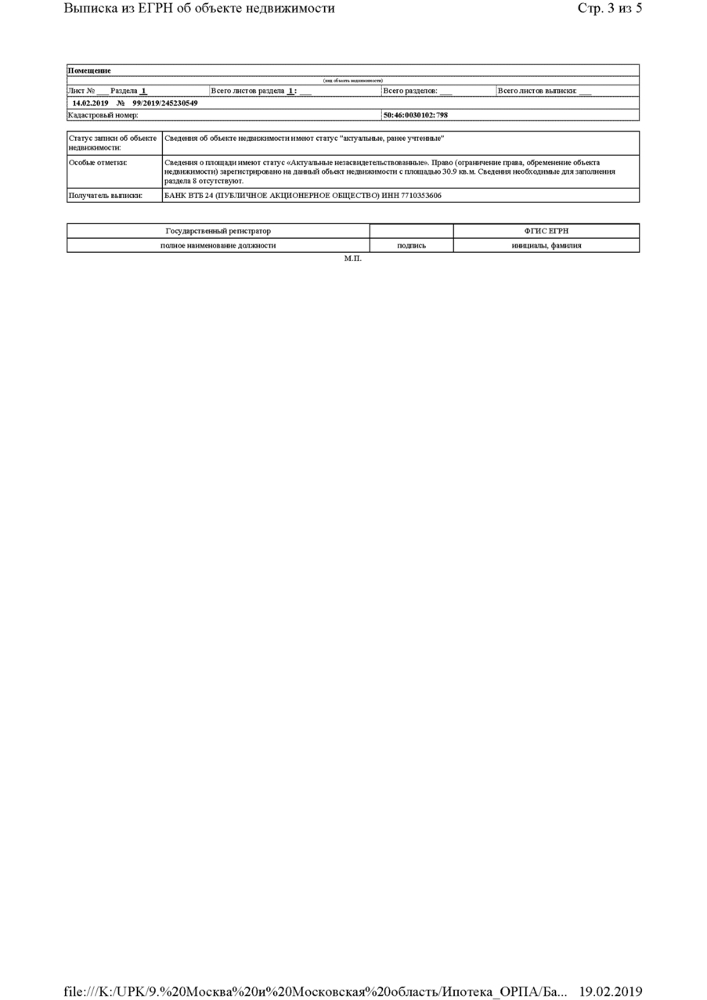 Выписка из ЕГРН об объекте недвижимости Стр. 3 из 5
Помещение
(вид объекта недвижимости)
Лист № ___ Раздела 1 Всего листов раздела 1 : ___ Всего разделов: ___ Всего листов выписки: ___
14.02.2019 № 99/2019/245230549
Кадастровый номер: 50:46:0030102:798
Статус записи об объекте Сведения об объекте недвижимости имеют статус "актуальные, ранее учтенные"
недвижимости:
Особые отметки: Сведения о площади имеют статус «Актуальные незасвидетельствованные». Право (ограничение права, обременение объекта
недвижимости) зарегистрировано на данный объект недвижимости с площадью 30.9 кв.м. Сведения необходимые для заполнения
раздела 8 отсутствуют.
Получатель выписки: БАНК ВТБ 24 (ПУБЛИЧНОЕ АКЦИОНЕРНОЕ ОБЩЕСТВО) ИНН 7710353606
Государственный регистратор ФГИС ЕГРН
полное наименование должности подпись инициалы, фамилия
М.П.
file:///K:/UPK/9.%20Москва%20и%20Московская%20область/Ипотека_ОРПА/Ба... 19.02.2019